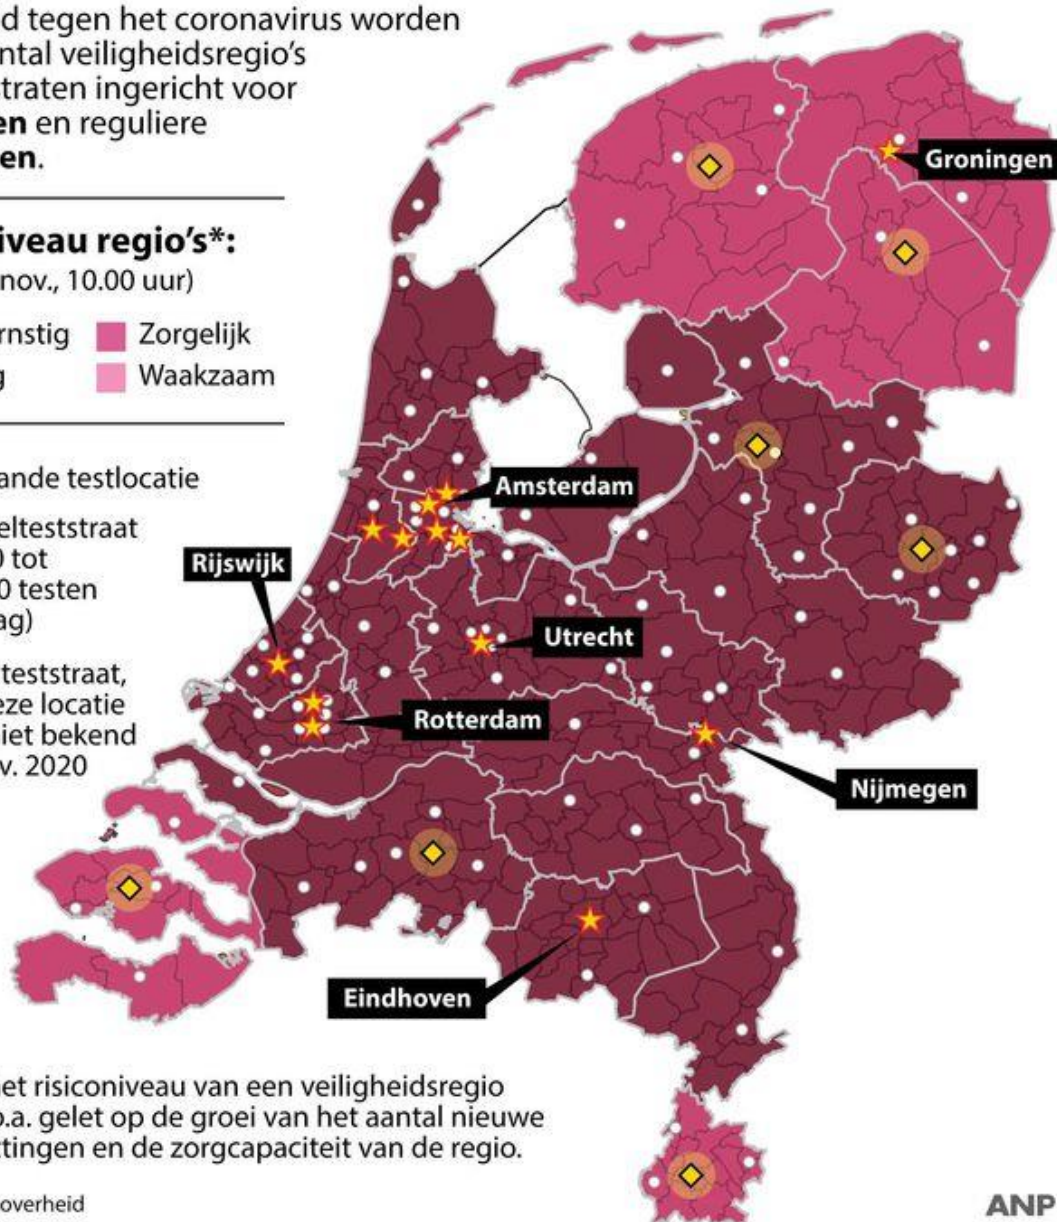 d tegen het coronavirus worden
ntal veiligheidsregio's
straten ingericht voor
en en reguliere
en.
iveau regio's*:
nov., 10.00 uur)
rnstig
Zorgelijk
g
Waakzaam
ande testlocatie
elteststraat
0 tot
0 testen
ag)
teststraat,
eze locatie
niet bekend
v. 2020
Groningen
Amsterdam
Rijswijk
Utrecht
Rotterdam
Nijmegen
Eindhoven
het risiconiveau van een veiligheidsregio
o.a. gelet op de groei van het aantal nieuwe
ttingen en de zorgcapaciteit van de regio.
overheid
ANP